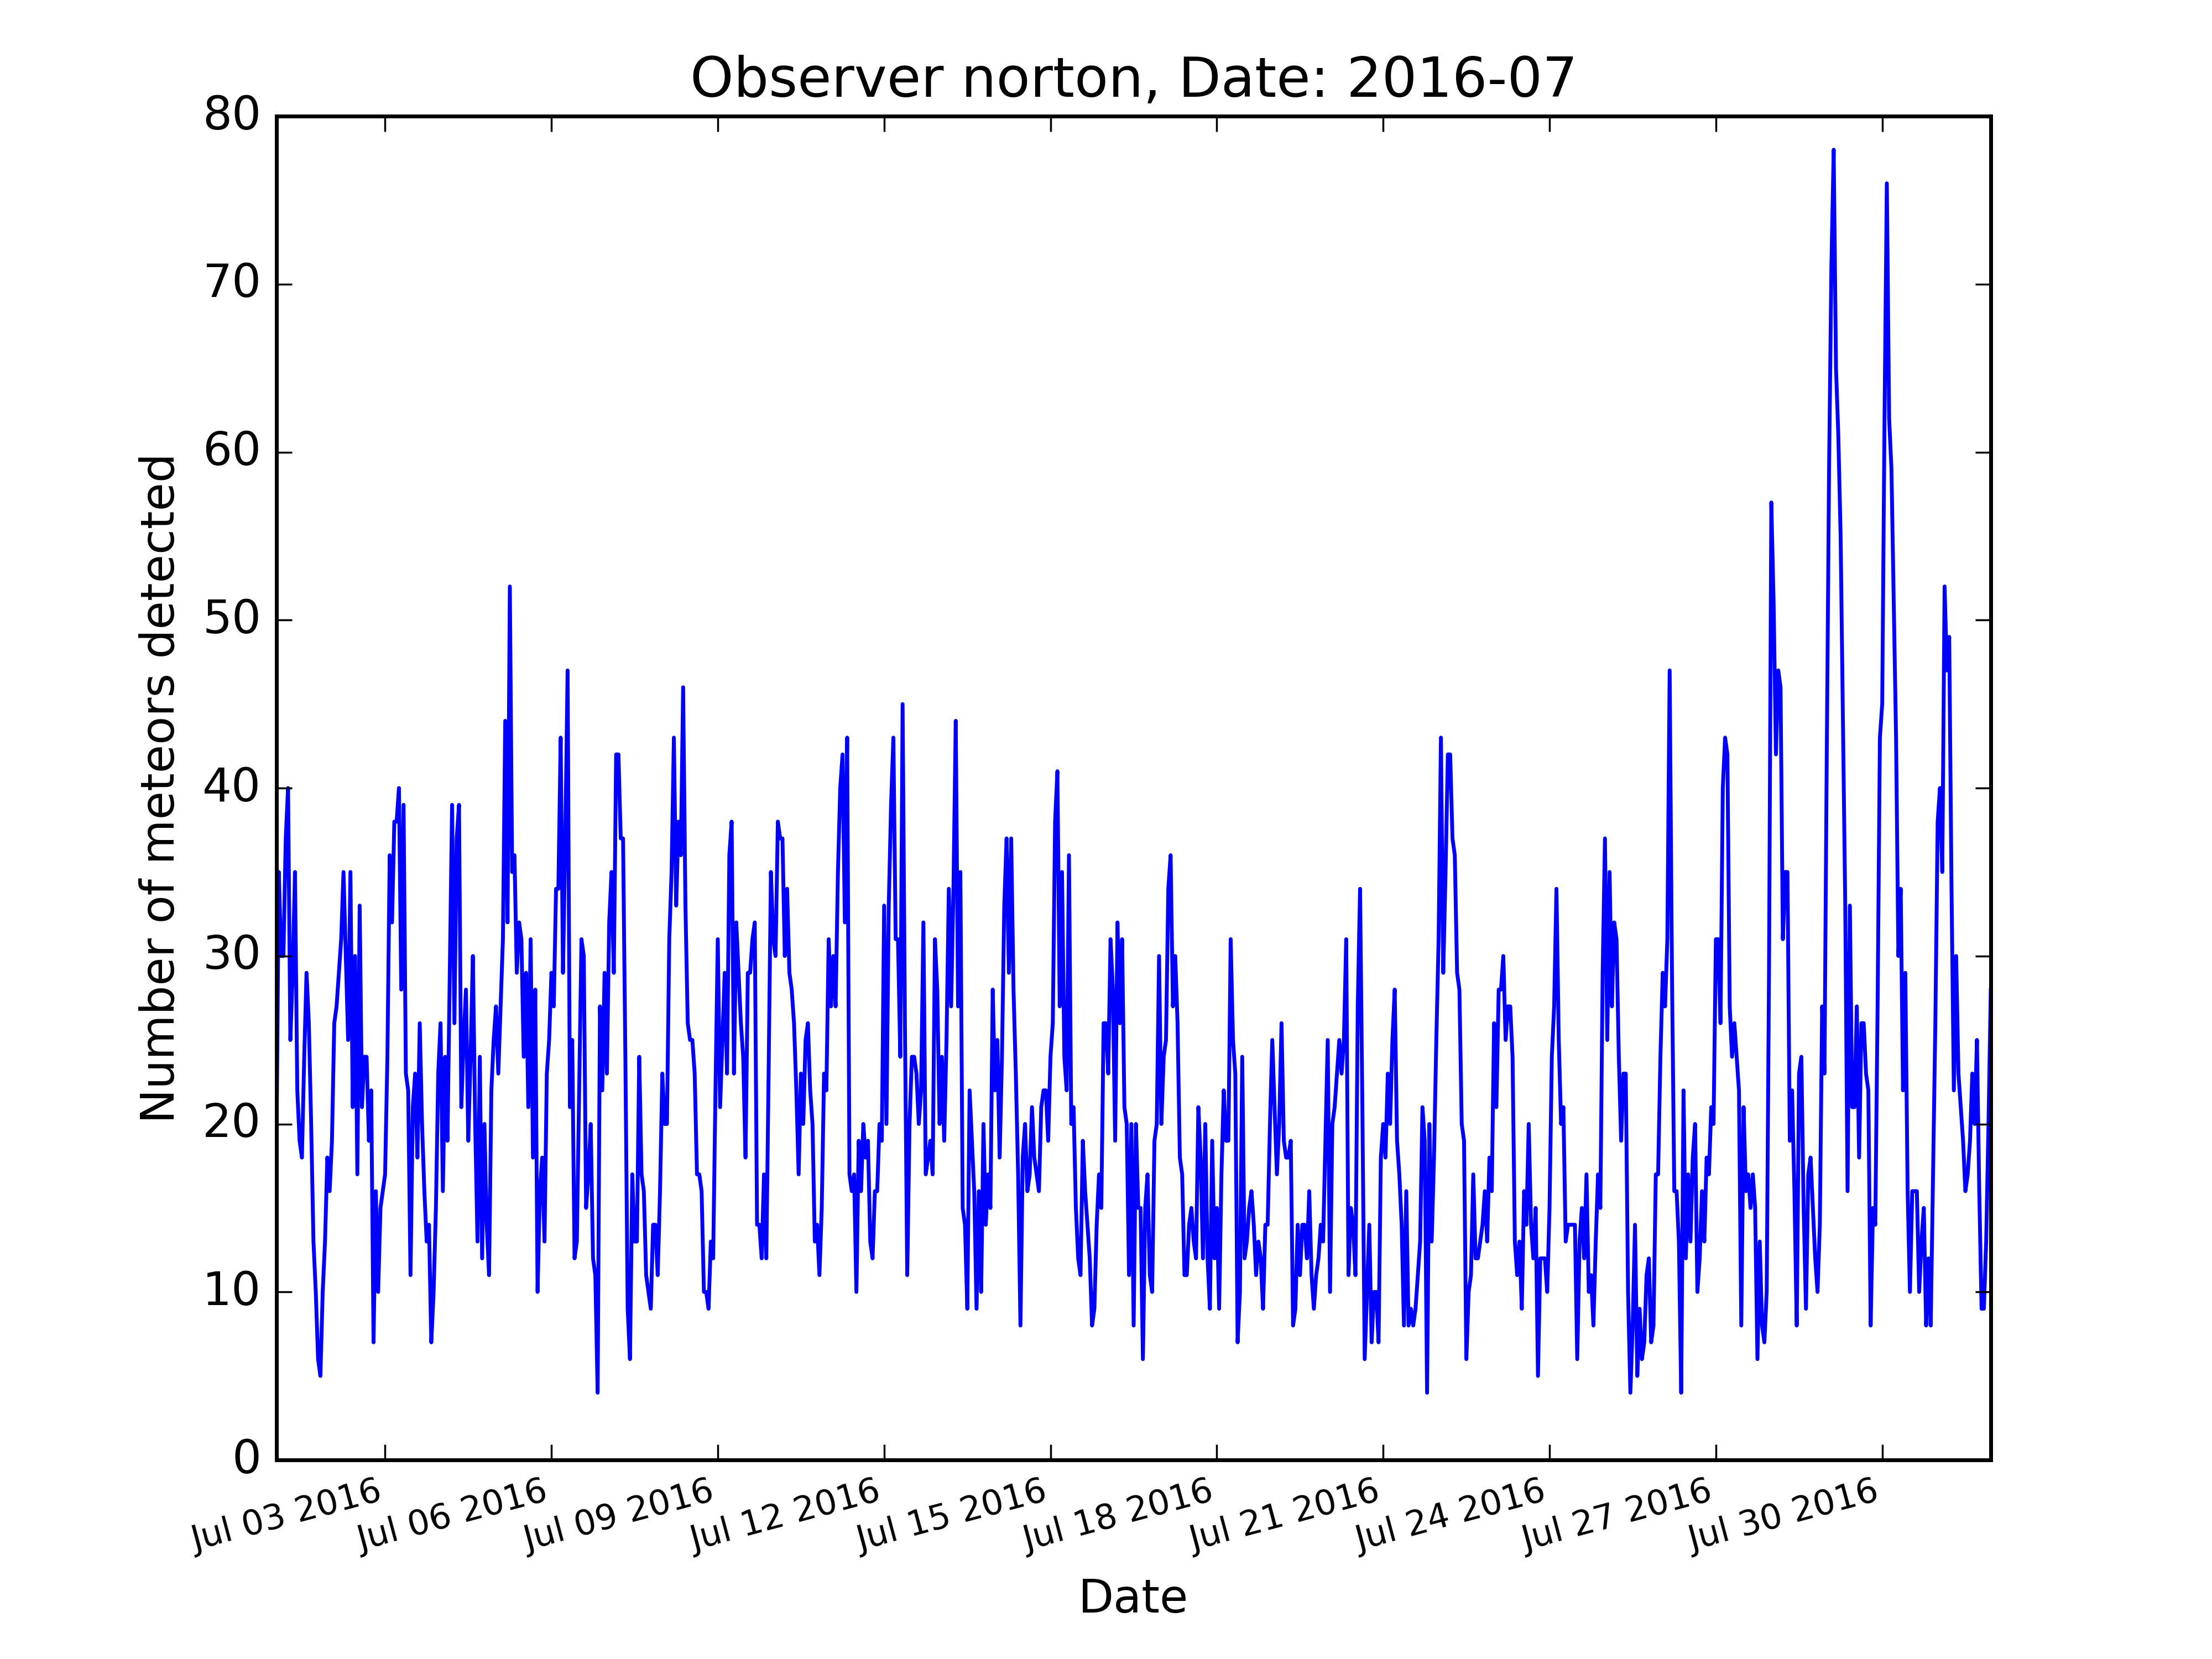 Observer norton, Date: 2016-07
80
70
60
50
40
30
20
10
0
Number of meteors detected
Jul 03 2016
Jul 06 2016
Jul 09 2016
Jul 12 2016
Jul 15 2016
Jul 18 2016
Jul 21 2016
Jul 24 2016
Jul 27 2016
Jul 30 2016
Date